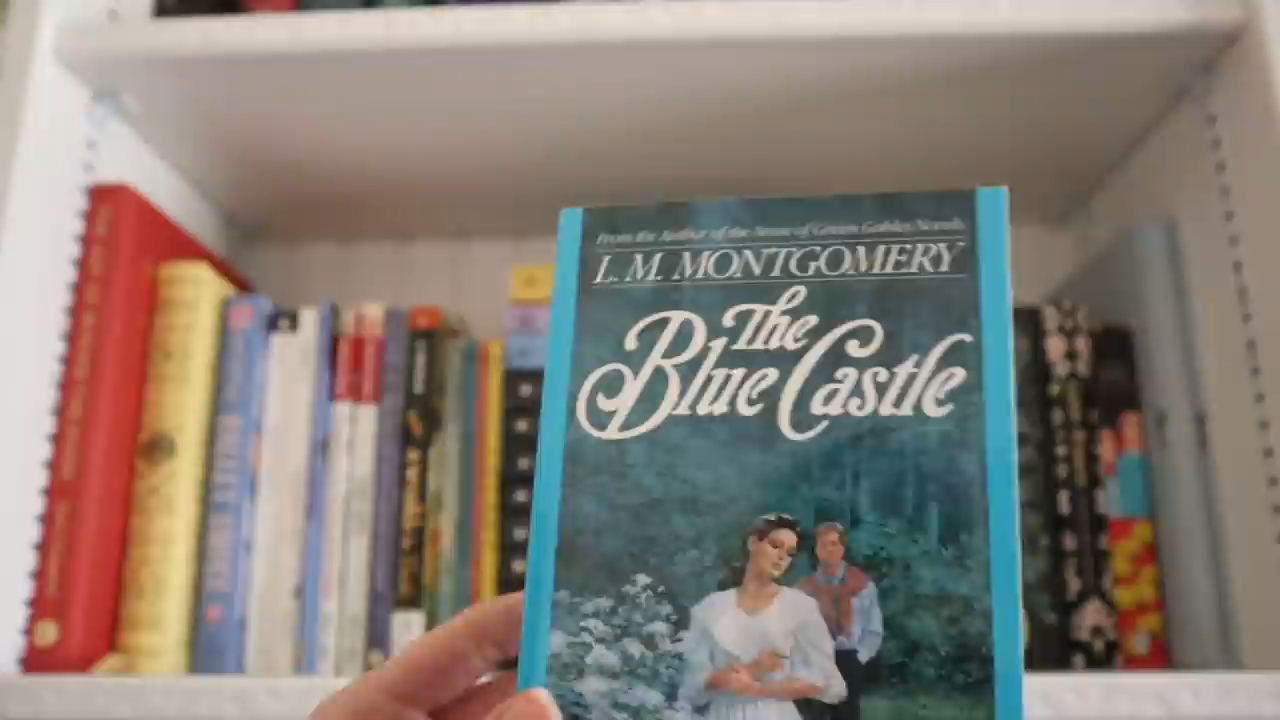 From the Author of the Anne of Green Gables Novels
L. M. MONTGOMERY
The
Blue Castle